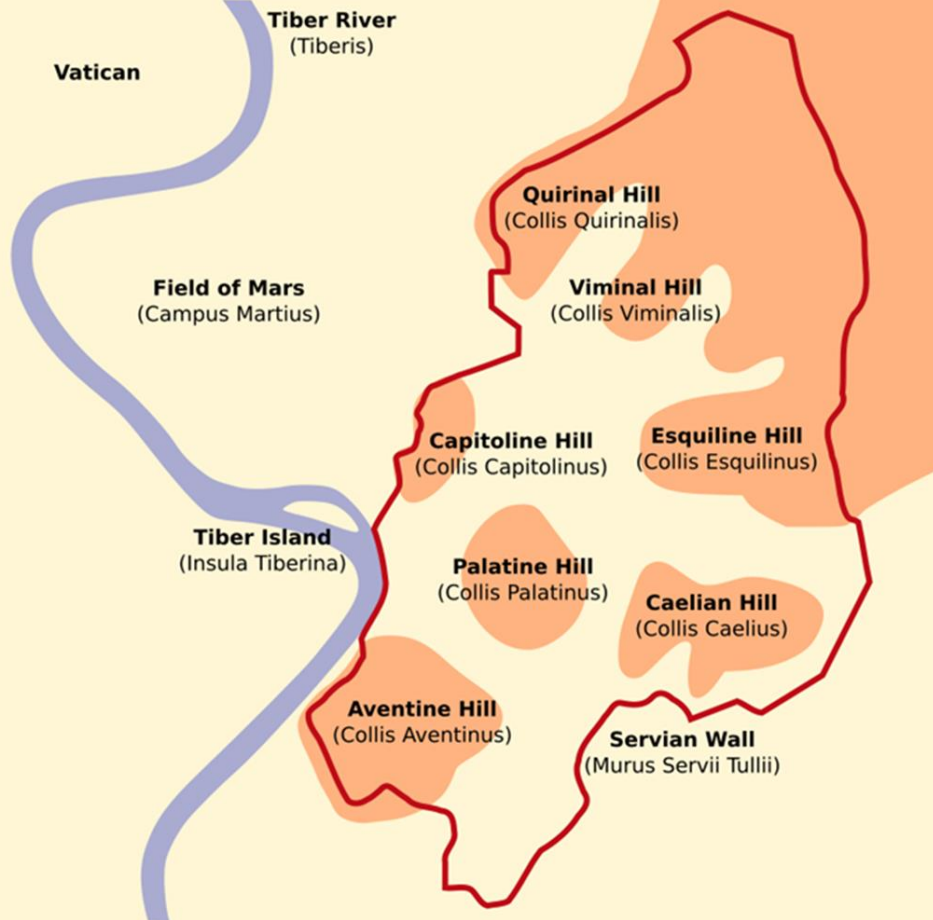 Tiber River
(Tiberis)
Vatican
Quirinal Hill
(Collis Quirinalis)
Field of Mars
(Campus Martius)
Viminal Hill
(Collis Viminalis)
Capitoline Hill
(Collis Capitolinus)
Esquiline Hill
(Collis Esquilinus)
Tiber Island
(Insula Tiberina)
Palatine Hill
(Collis Palatinus)
Caelian Hill
(Collis Caelius)
Aventine Hill
(Collis Aventinus)
Servian Wall
(Murus Servii Tullii)